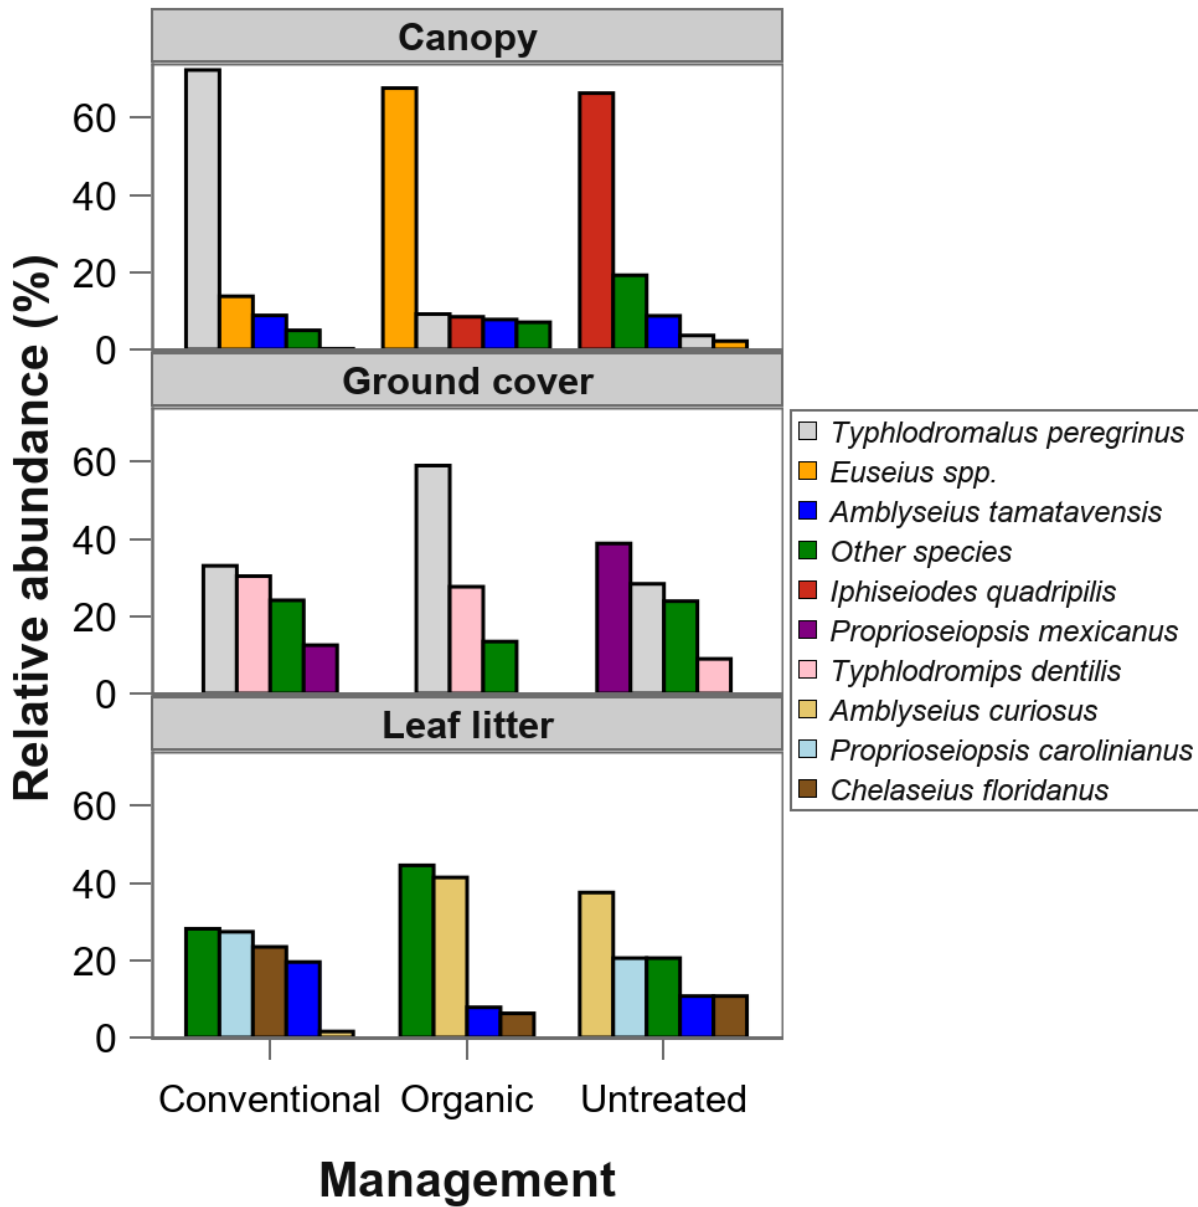 Canopy
60
40
20
0
Ground cover
60
40
20
0
Leaf litter
60
40
20
0
Relative abundance (%)
Conventional Organic Untreated
Management
Typhlodromalus peregrinus
Euseius spp.
Amblyseius tamatavensis
Other species
Iphiseiodes quadripilis
Proprioseiopsis mexicanus
Typhlodromips dentilis
Amblyseius curiosus
Proprioseiopsis carolinianus
Chelaseius floridanus